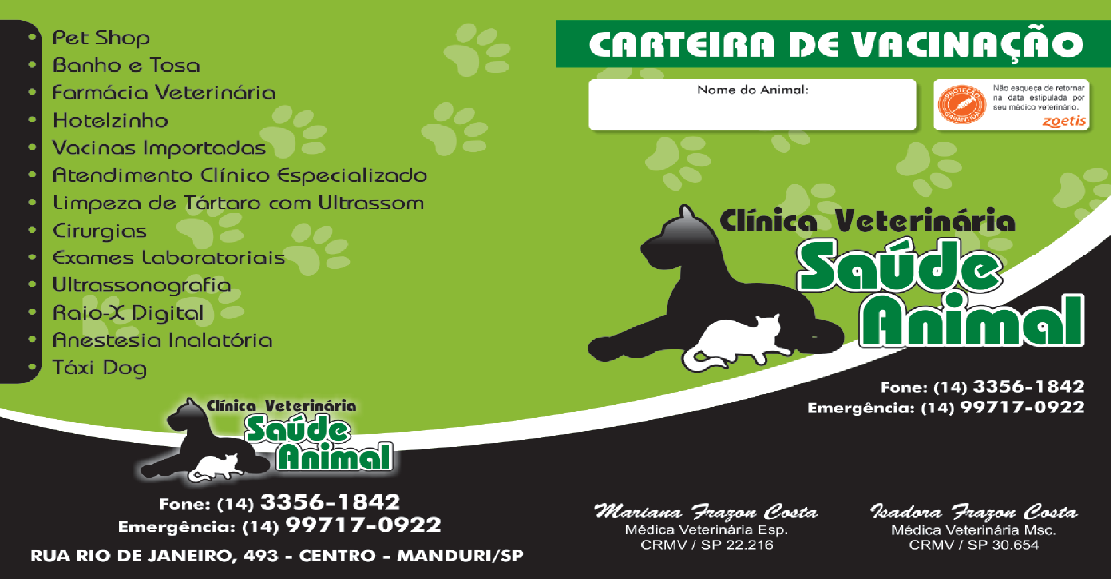 • Pet Shop
• Banho e Tosa
• Farmácia Veterinária
• Hotelzinho
• Vacinas Importadas
• Atendimento Clínico Especializado
• Limpeza de Tártaro com Ultrassom
• Cirurgias
• Exames Laboratoriais
• Ultrassonografia
• Raio-X Digital
• Anestesia Inalatória
• Táxi Dog
Clínica Veterinária
Saúde
Animal
Fone: (14) 3356-1842
Emergência: (14) 99717-0922
RUA RIO DE JANEIRO, 493 - CENTRO - MANDURI/SP
CARTEIRA DE VACINAÇÃO
Nome do Animal:
PROTEÇÃO
Não esqueça de retornar
na data estipulada por
seu médico veterinário.
zoetis
Clínica Veterinária
Saúde
Animal
Fone: (14) 3356-1842
Emergência: (14) 99717-0922
Mariana Frazon Costa
Médica Veterinária Esp.
CRMV / SP 22.216
Isadora Frazon Costa
Médica Veterinária Msc.
CRMV / SP 30.654